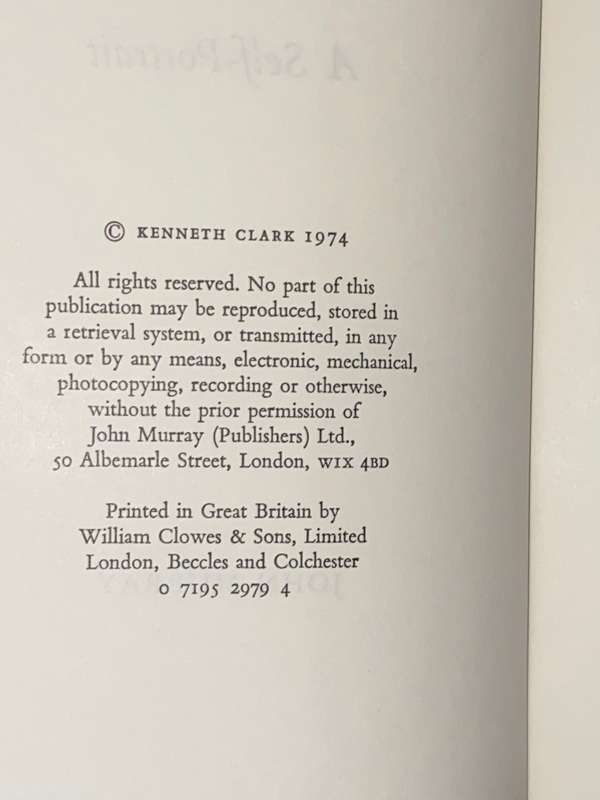 A Self-Portrait
© KENNETH CLARK 1974
All rights reserved. No part of this
publication may be reproduced, stored in
a retrieval system, or transmitted, in any
form or by any means, electronic, mechanical,
photocopying, recording or otherwise,
without the prior permission of
John Murray (Publishers) Ltd.,
50 Albemarle Street, London, W1X 4BD
Printed in Great Britain by
William Clowes & Sons, Limited
London, Beccles and Colchester
0 7195 2979 4